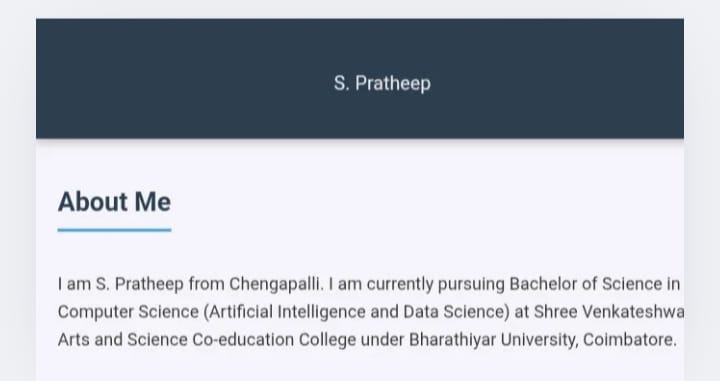 S. Pratheep
About Me
I am S. Pratheep from Chengapalli. I am currently pursuing Bachelor of Science in
Computer Science (Artificial Intelligence and Data Science) at Shree Venkateshwa
Arts and Science Co-education College under Bharathiyar University, Coimbatore.